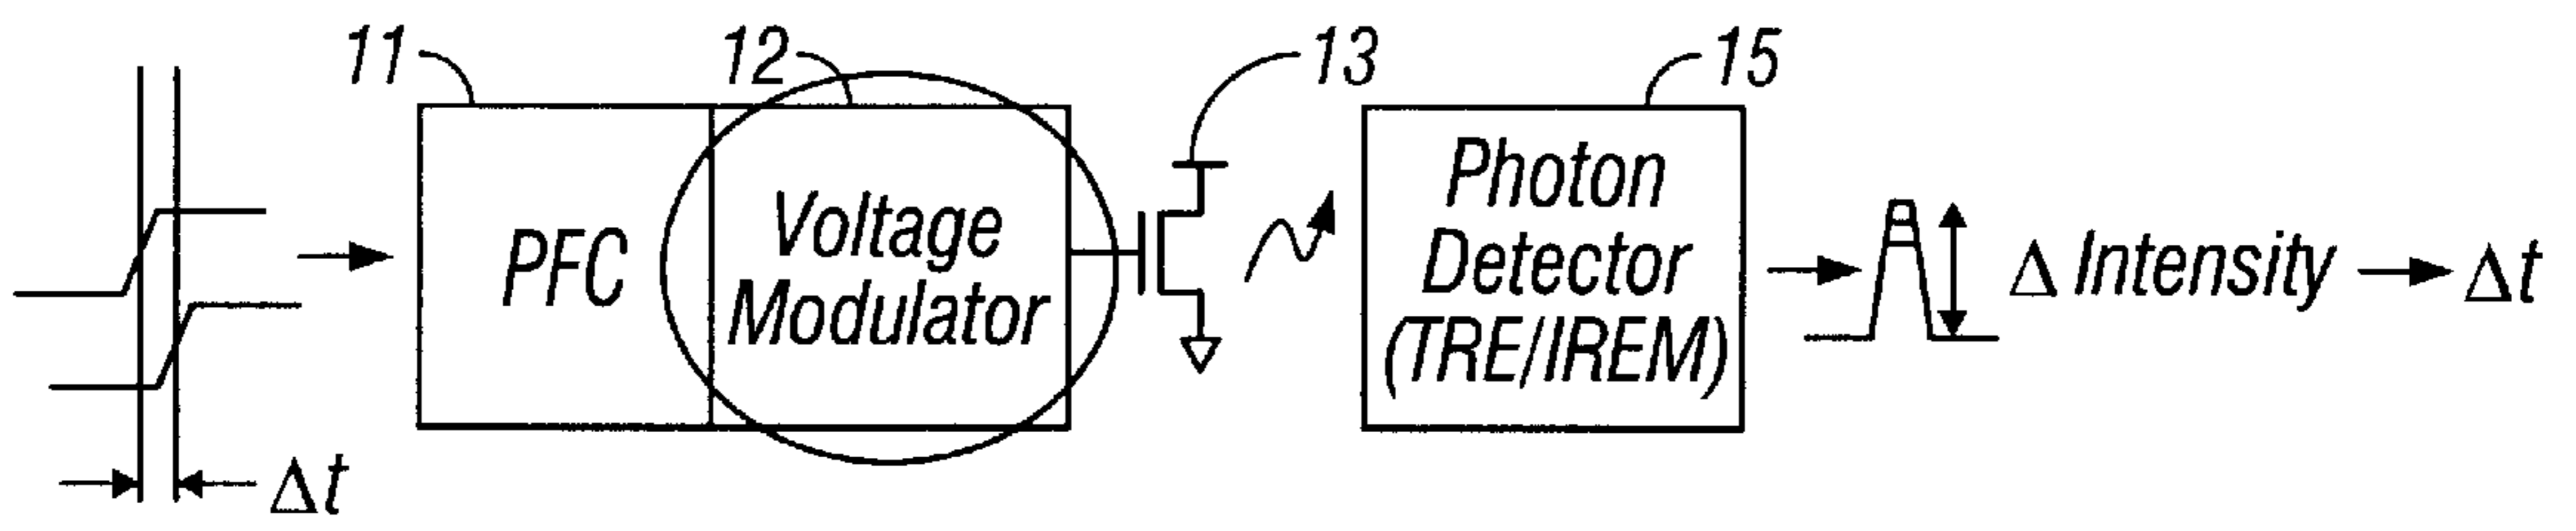 11
12
13
15
PFC
Voltage
Modulator
Photon
Detector
(TRE/IREM)
Δ Intensity
Δt
Δt